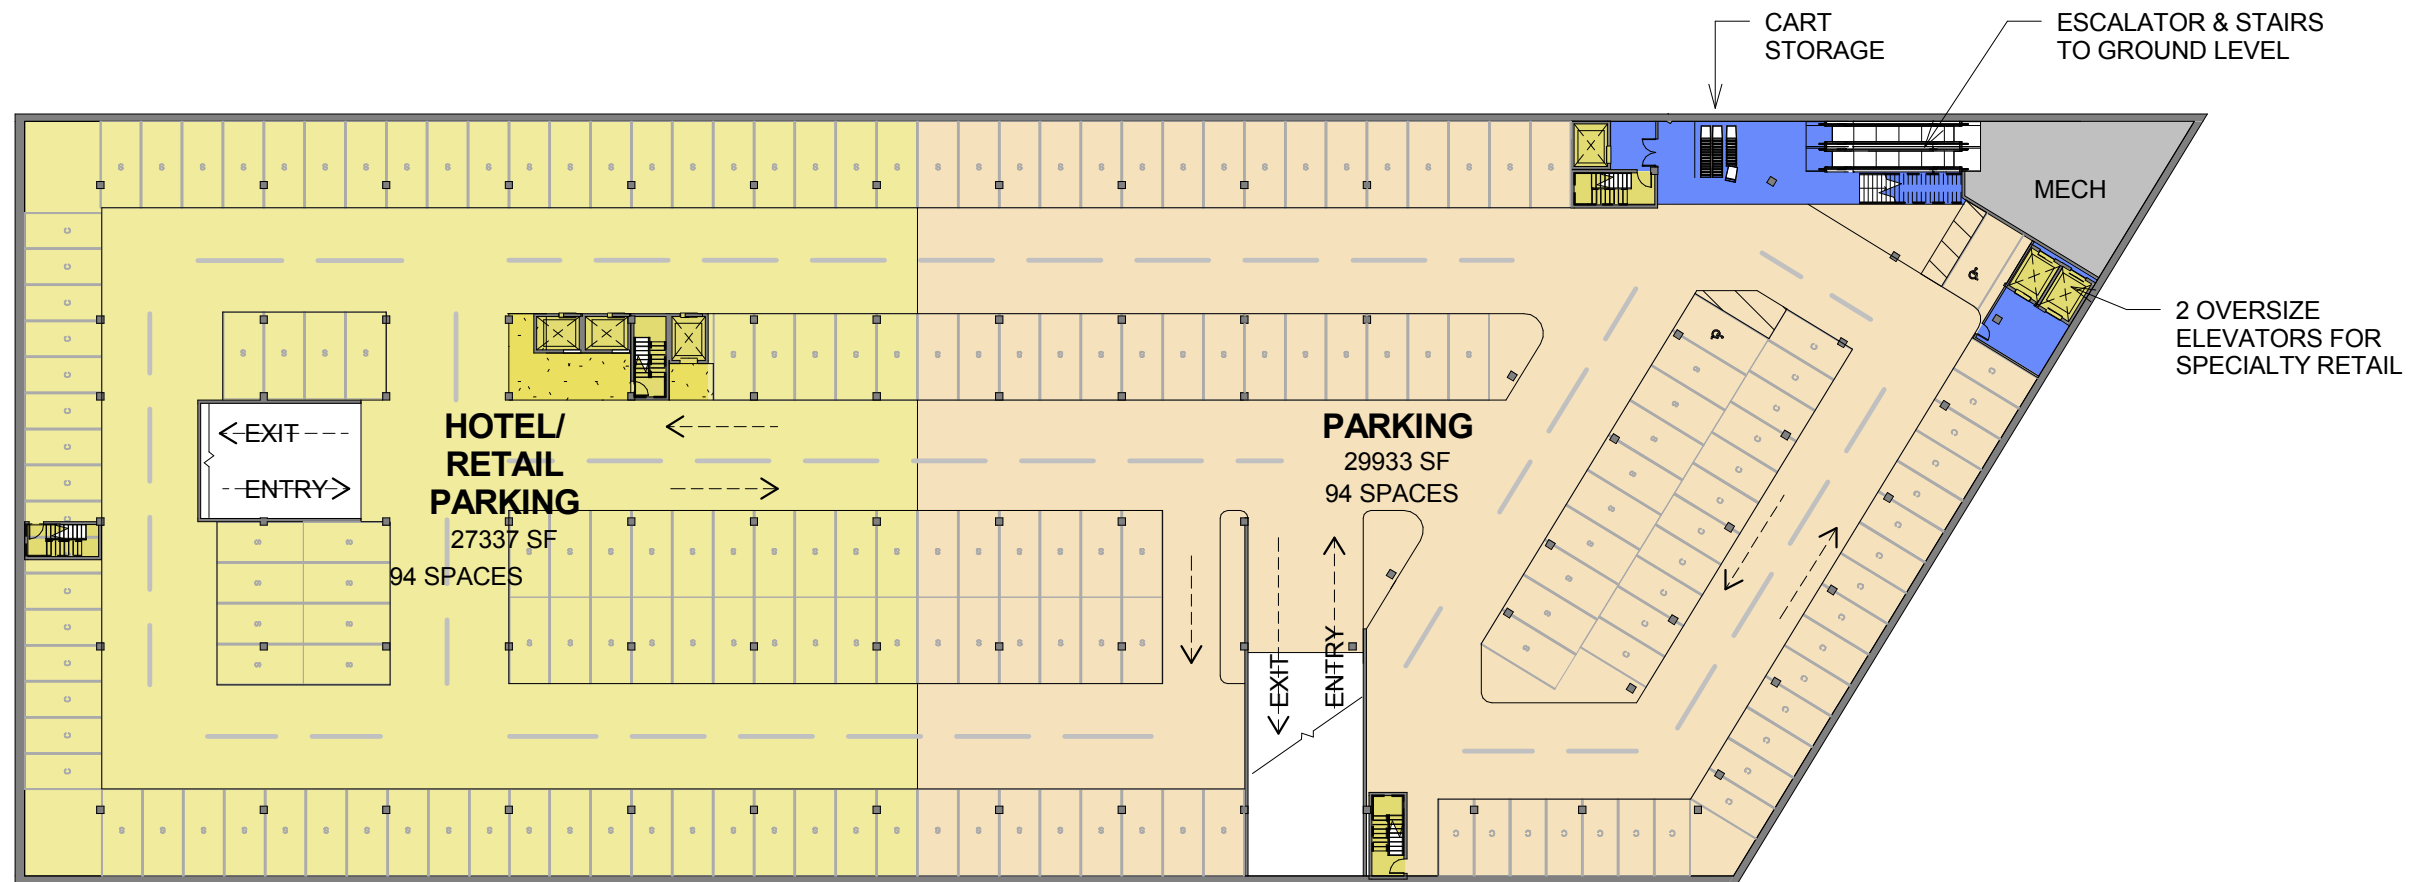 CART
STORAGE
ESCALATOR & STAIRS
TO GROUND LEVEL
MECH
2 OVERSIZE
ELEVATORS FOR
SPECIALTY RETAIL
EXIT
ENTRY
HOTEL/
RETAIL
PARKING
27337 SF
94 SPACES
PARKING
29933 SF
94 SPACES
EXIT
ENTRY